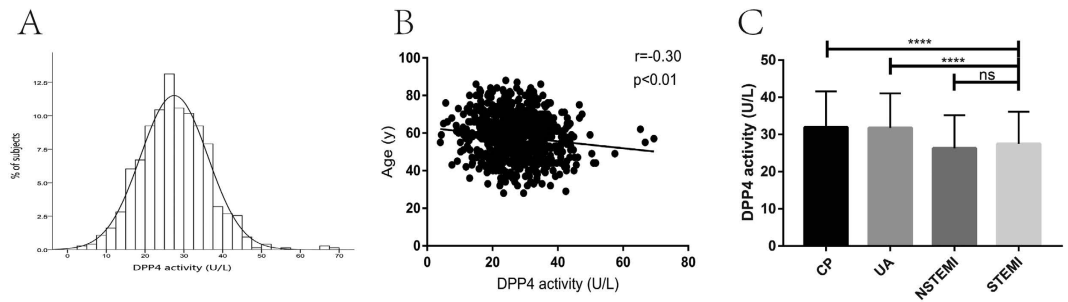 A
% of subjects
12.5
10.0
7.5
5.0
2.5
0.0
0 10 20 30 40 50 60 70
DPP4 activity (U/L)
B
r=-0.30
p<0.01
Age (y)
100
80
60
40
20
0
0 20 40 60 80
DPP4 activity (U/L)
C
****
****
ns
DPP4 activity (U/L)
50
40
30
20
10
0
CP
UA
NSTEMI
STEMI